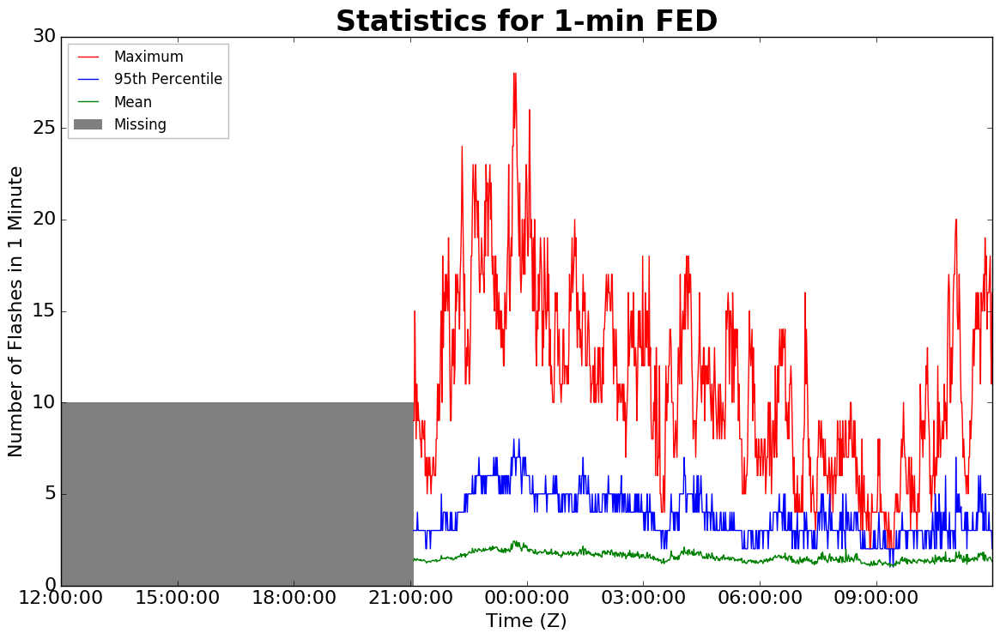 Statistics for 1-min FED
30
25
20
15
10
5
0
Number of Flashes in 1 Minute
Maximum
95th Percentile
Mean
Missing
12:00:00 15:00:00 18:00:00 21:00:00 00:00:00 03:00:00 06:00:00 09:00:00
Time (Z)